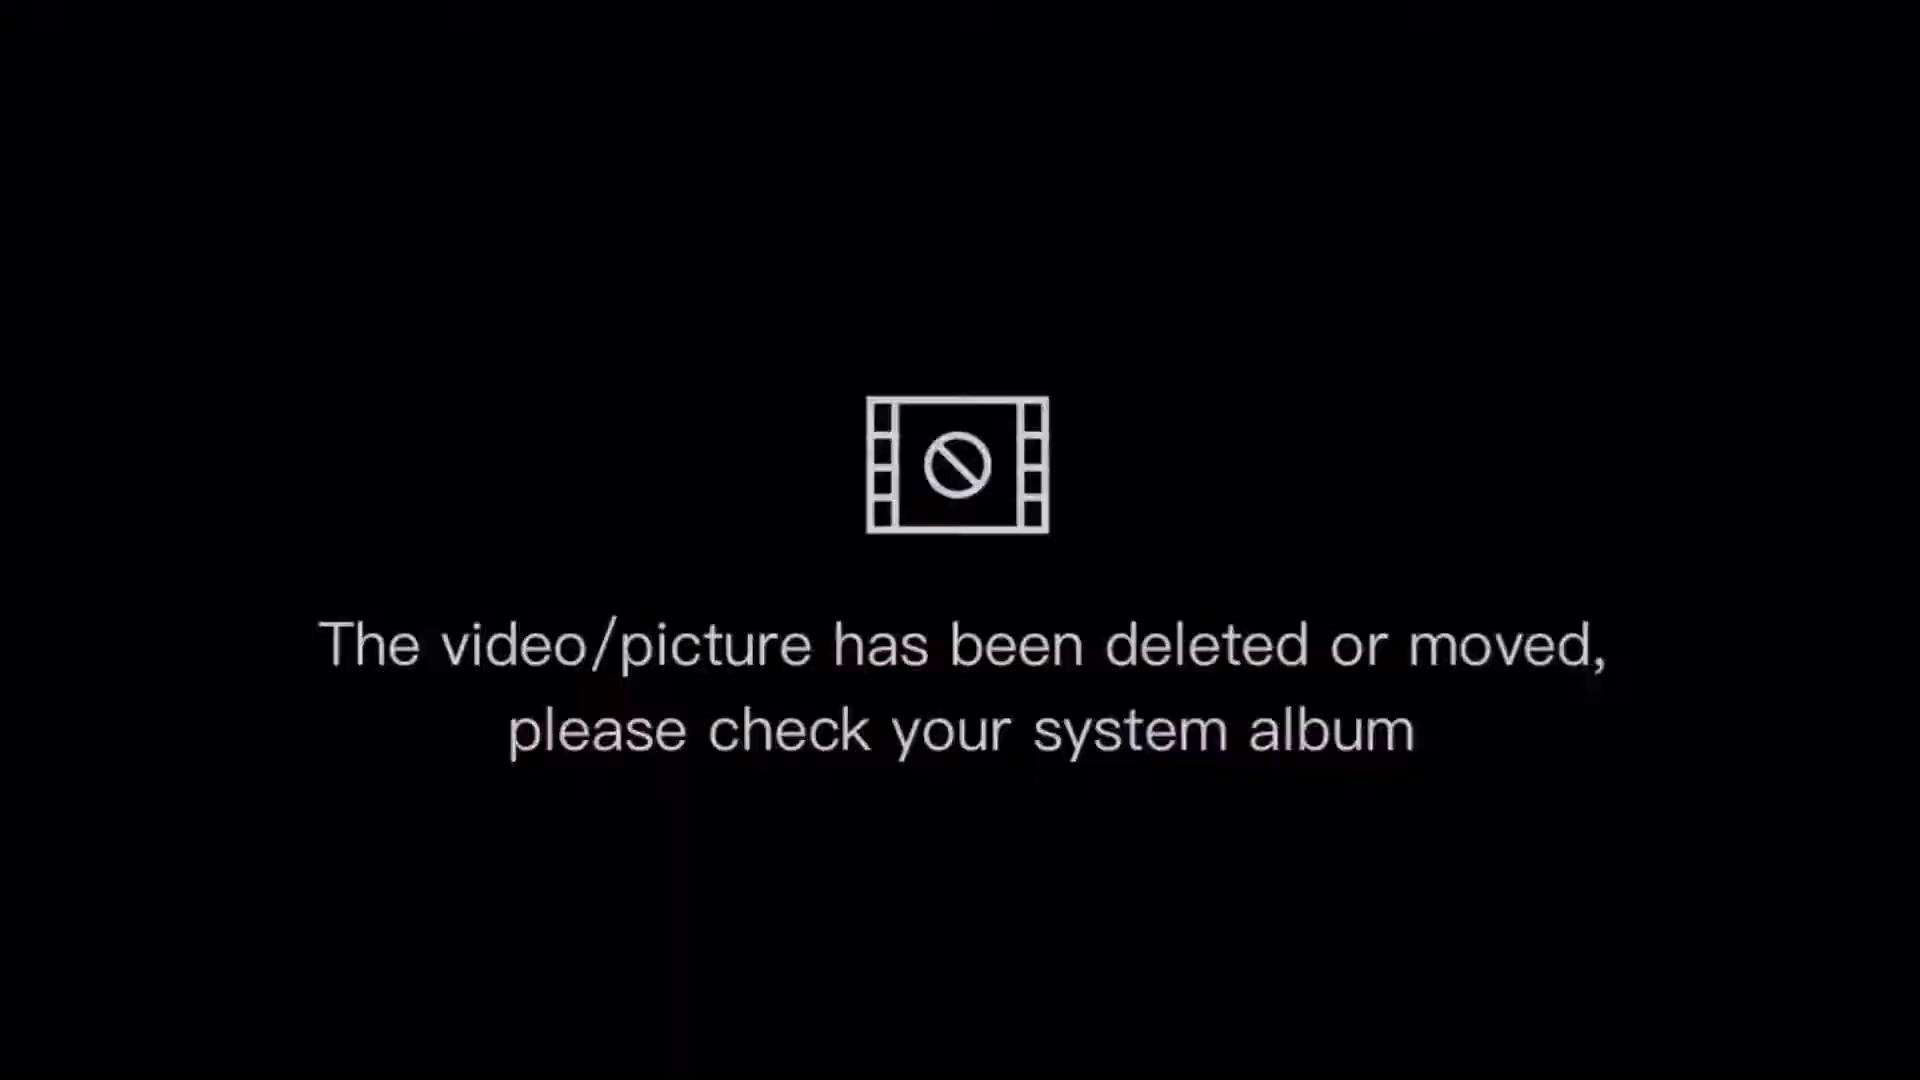 The video/picture has been deleted or moved,
please check your system album